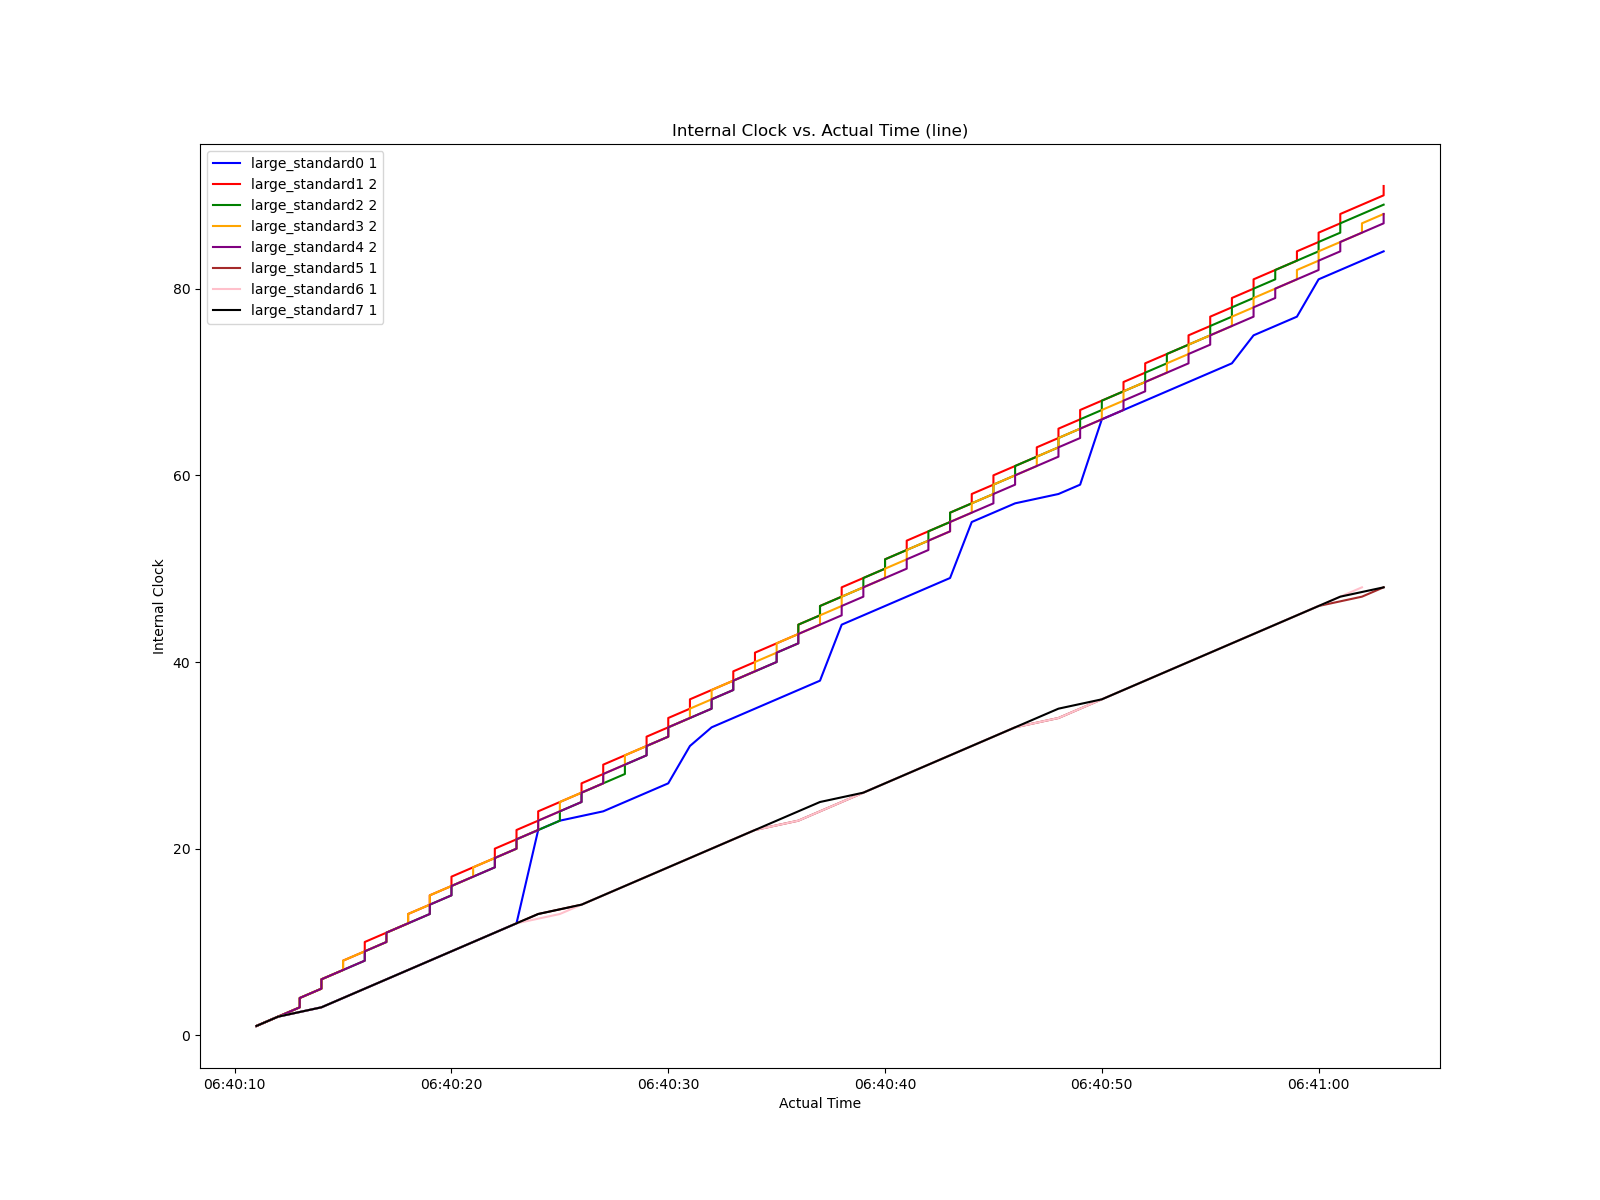 Internal Clock vs. Actual Time (line)
large_standard0 1
large_standard1 2
large_standard2 2
large_standard3 2
large_standard4 2
large_standard5 1
large_standard6 1
large_standard7 1
80
60
40
20
0
Internal Clock
06:40:10 06:40:20 06:40:30 06:40:40 06:40:50 06:41:00
Actual Time